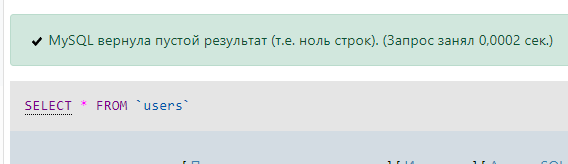 MySQL вернула пустой результат (т.е. ноль строк). (Запрос занял 0,0002 сек.)
SELECT * FROM `users`